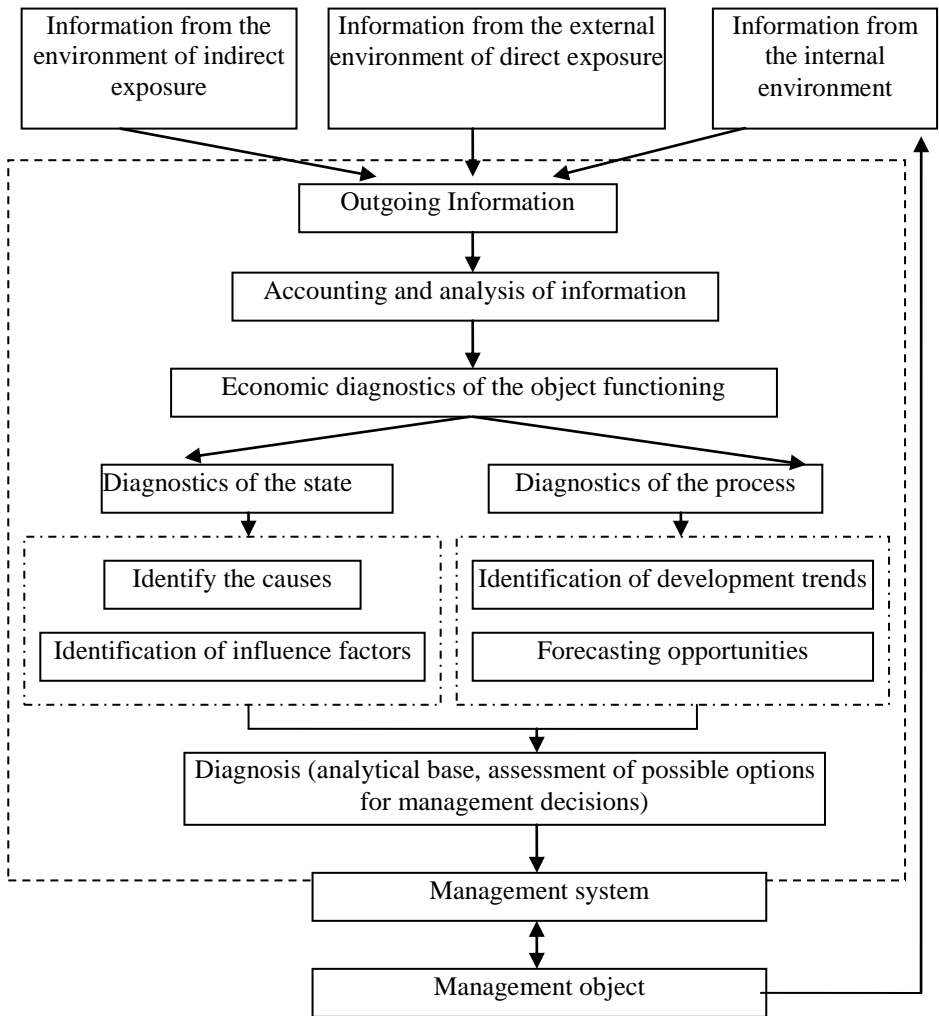 Information from the
environment of indirect
exposure
Information from the external
environment of direct exposure
Information from
the internal
environment
Outgoing Information
Accounting and analysis of information
Economic diagnostics of the object functioning
Diagnostics of the state
Diagnostics of the process
Identify the causes
Identification of influence factors
Identification of development trends
Forecasting opportunities
Diagnosis (analytical base, assessment of possible options
for management decisions)
Management system
Management object